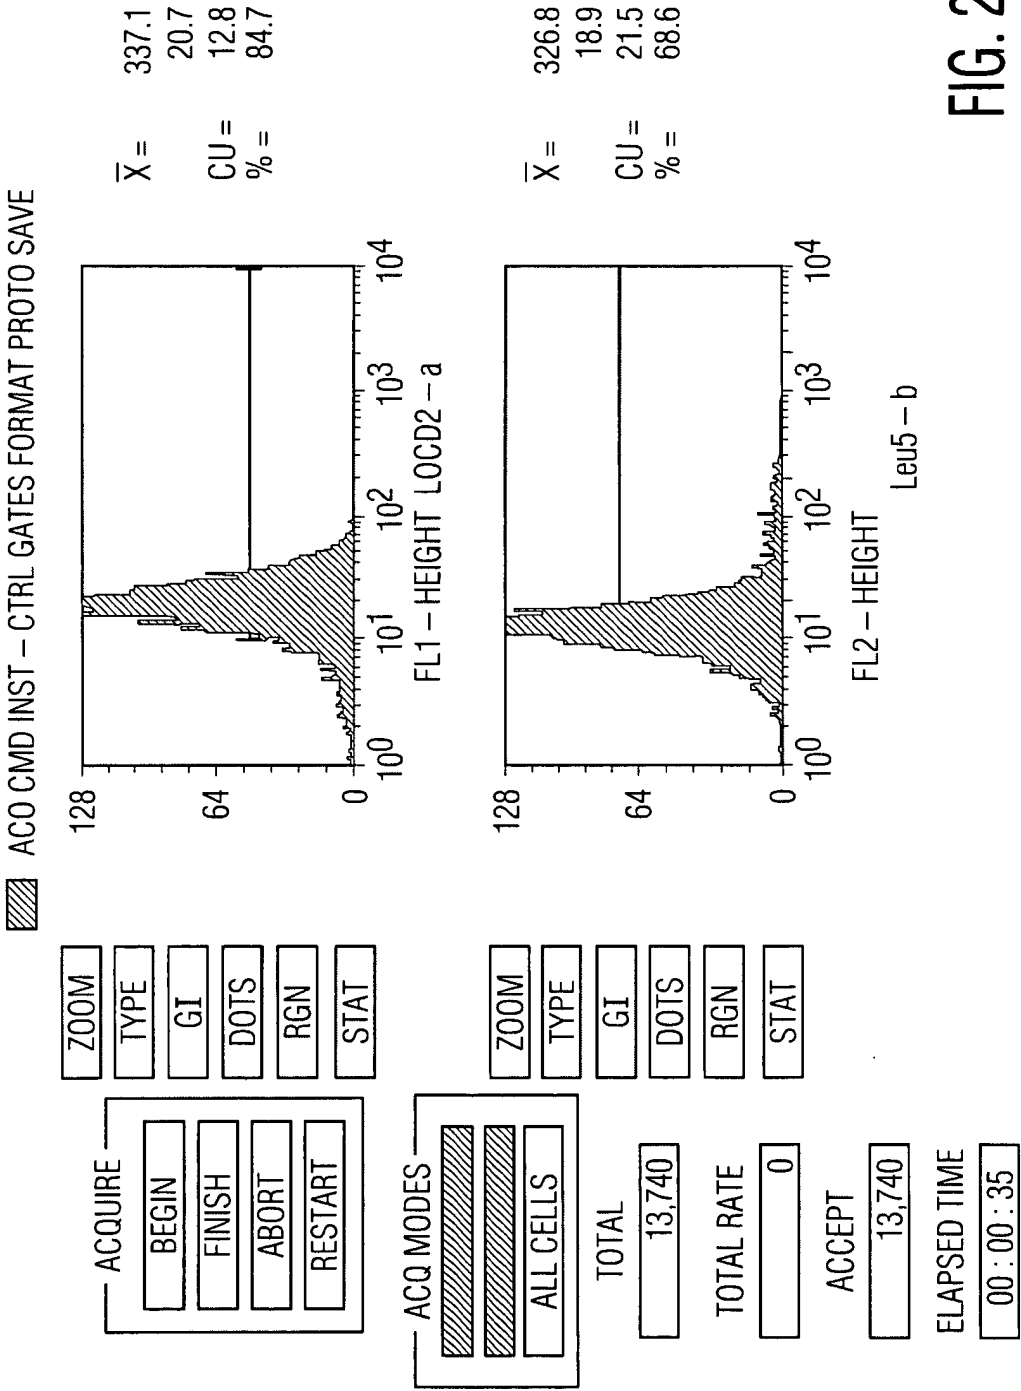 ACO CMD INST – CTRL GATES FORMAT PROTO SAVE
ACQUIRE
BEGIN
FINISH
ABORT
RESTART
ZOOM
TYPE
GI
DOTS
RGN
STAT
128
64
0
10⁰ 10¹ 10² 10³ 10⁴
FL1 – HEIGHT LOCD2 – a
X̅ = 337.1
20.7
CU = 12.8
% = 84.7
ACQ MODES
ALL CELLS
TOTAL
13,740
TOTAL RATE
0
ACCEPT
13,740
ELAPSED TIME
00 : 00 : 35
ZOOM
TYPE
GI
DOTS
RGN
STAT
128
64
0
10⁰ 10¹ 10² 10³ 10⁴
FL2 – HEIGHT
Leu5 – b
X̅ = 326.8
18.9
CU = 21.5
% = 68.6
FIG. 2